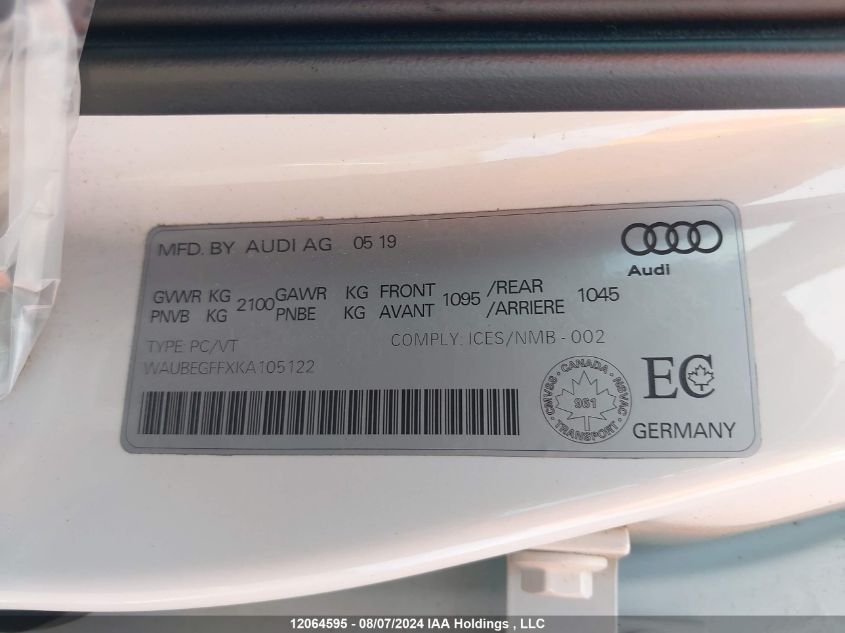 MFD. BY AUDI AG 05 19
Audi
GVWR KG 2100 GAWR KG FRONT 1095 /REAR 1045
PNVB KG PNBE KG AVANT /ARRIERE
TYPE: PC/VT COMPLY: ICES/NMB - 002
WAUBEGFFXKA105122
CANADA
CMVSS NSVAC
961
TRANSPORT
EC
GERMANY
12064595 - 08/07/2024 IAA Holdings , LLC